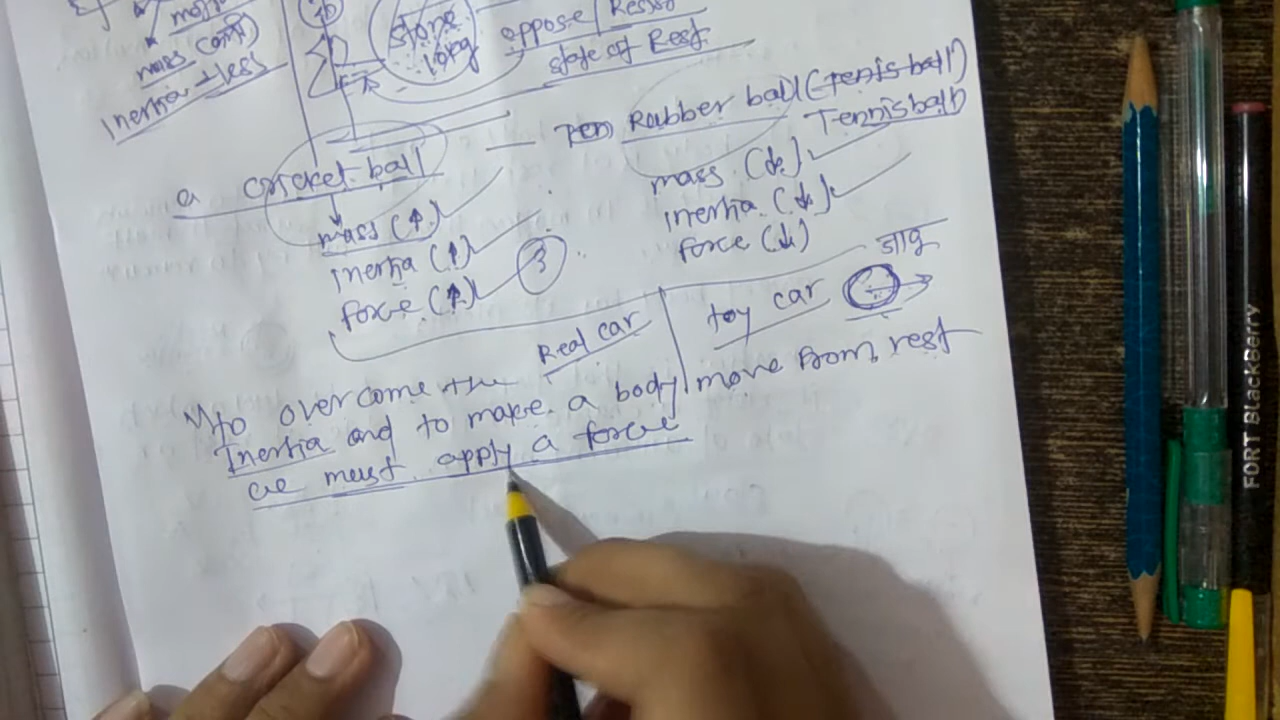 mass
Inertia → less
Stone
10kg
oppose / Resist
state of Rest
a cricket ball
mass (↑)
inertia (↑)
force (↑)
3
Ten Rubber ball (tenis ball)
Tennis ball
mass (↓)
inertia (↓)
force (↓)
Real car
toy car
to overcome the
Inertia and to make a body move from rest
we must apply a force
FORT BlackBerry